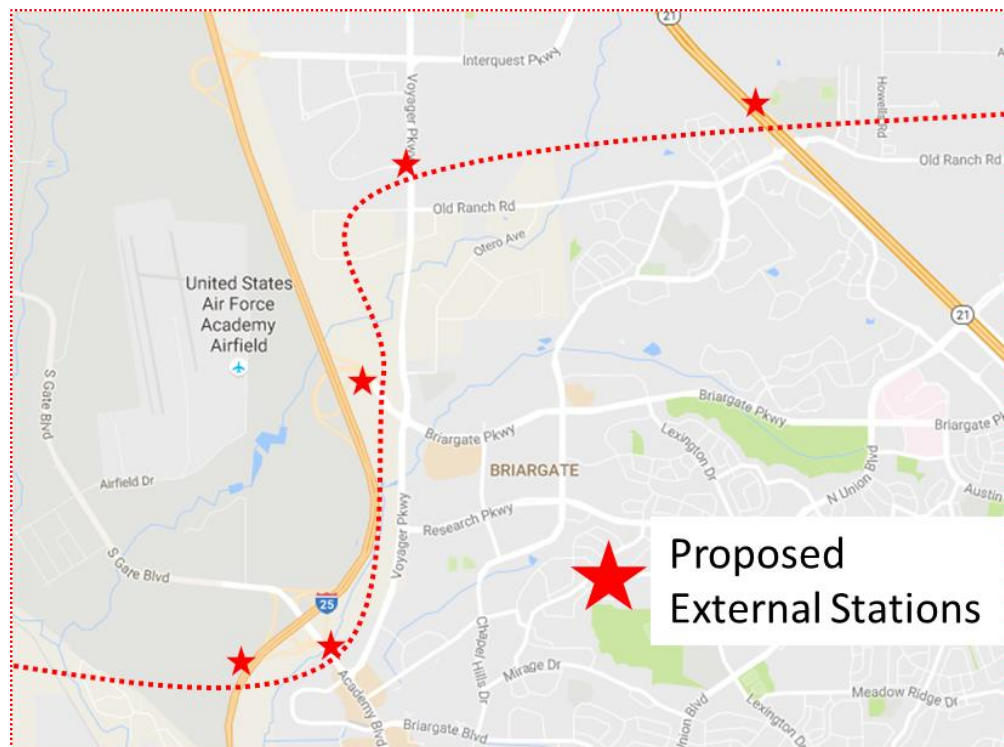 21
Interquest Pkwy
Voyager Pkwy
Howells Rd
Old Ranch Rd
Old Ranch Rd
Otero Ave
United States
Air Force
Academy
Airfield
21
S Gate Blvd
Briargate Pkwy
Briargate Pkwy
Briargate
Lexington Dr
BRIARGATE
N Union Blvd
Airfield Dr
Austin
Research Pkwy
Voyager Pkwy
S Gare Blvd
Proposed
External Stations
25
Chapel Hills Dr
Mirage Dr
Academy Blvd
Union Blvd
Lexington Dr
Meadow Ridge Dr
Briargate Blvd